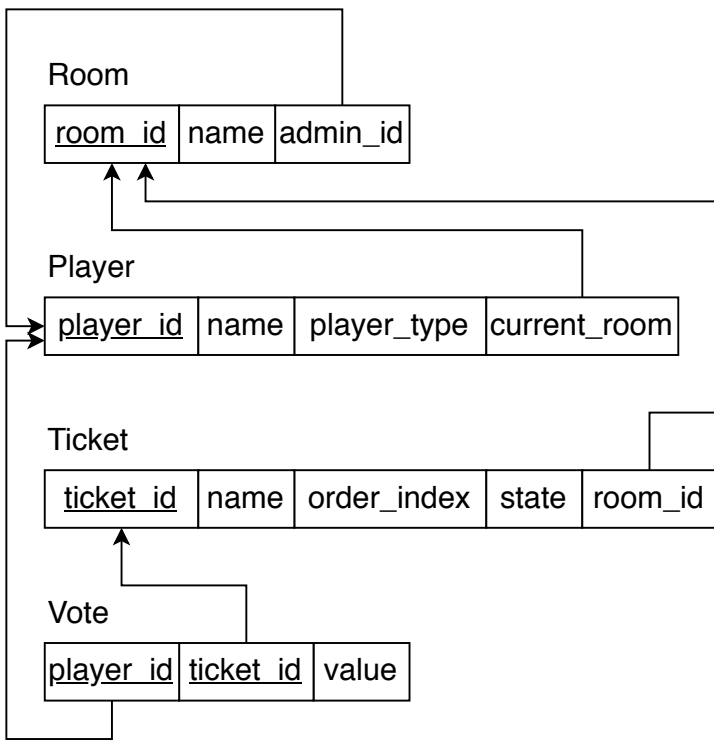 Room
room_id name admin_id
Player
player_id name player_type current_room
Ticket
ticket_id name order_index state room_id
Vote
player_id ticket_id value